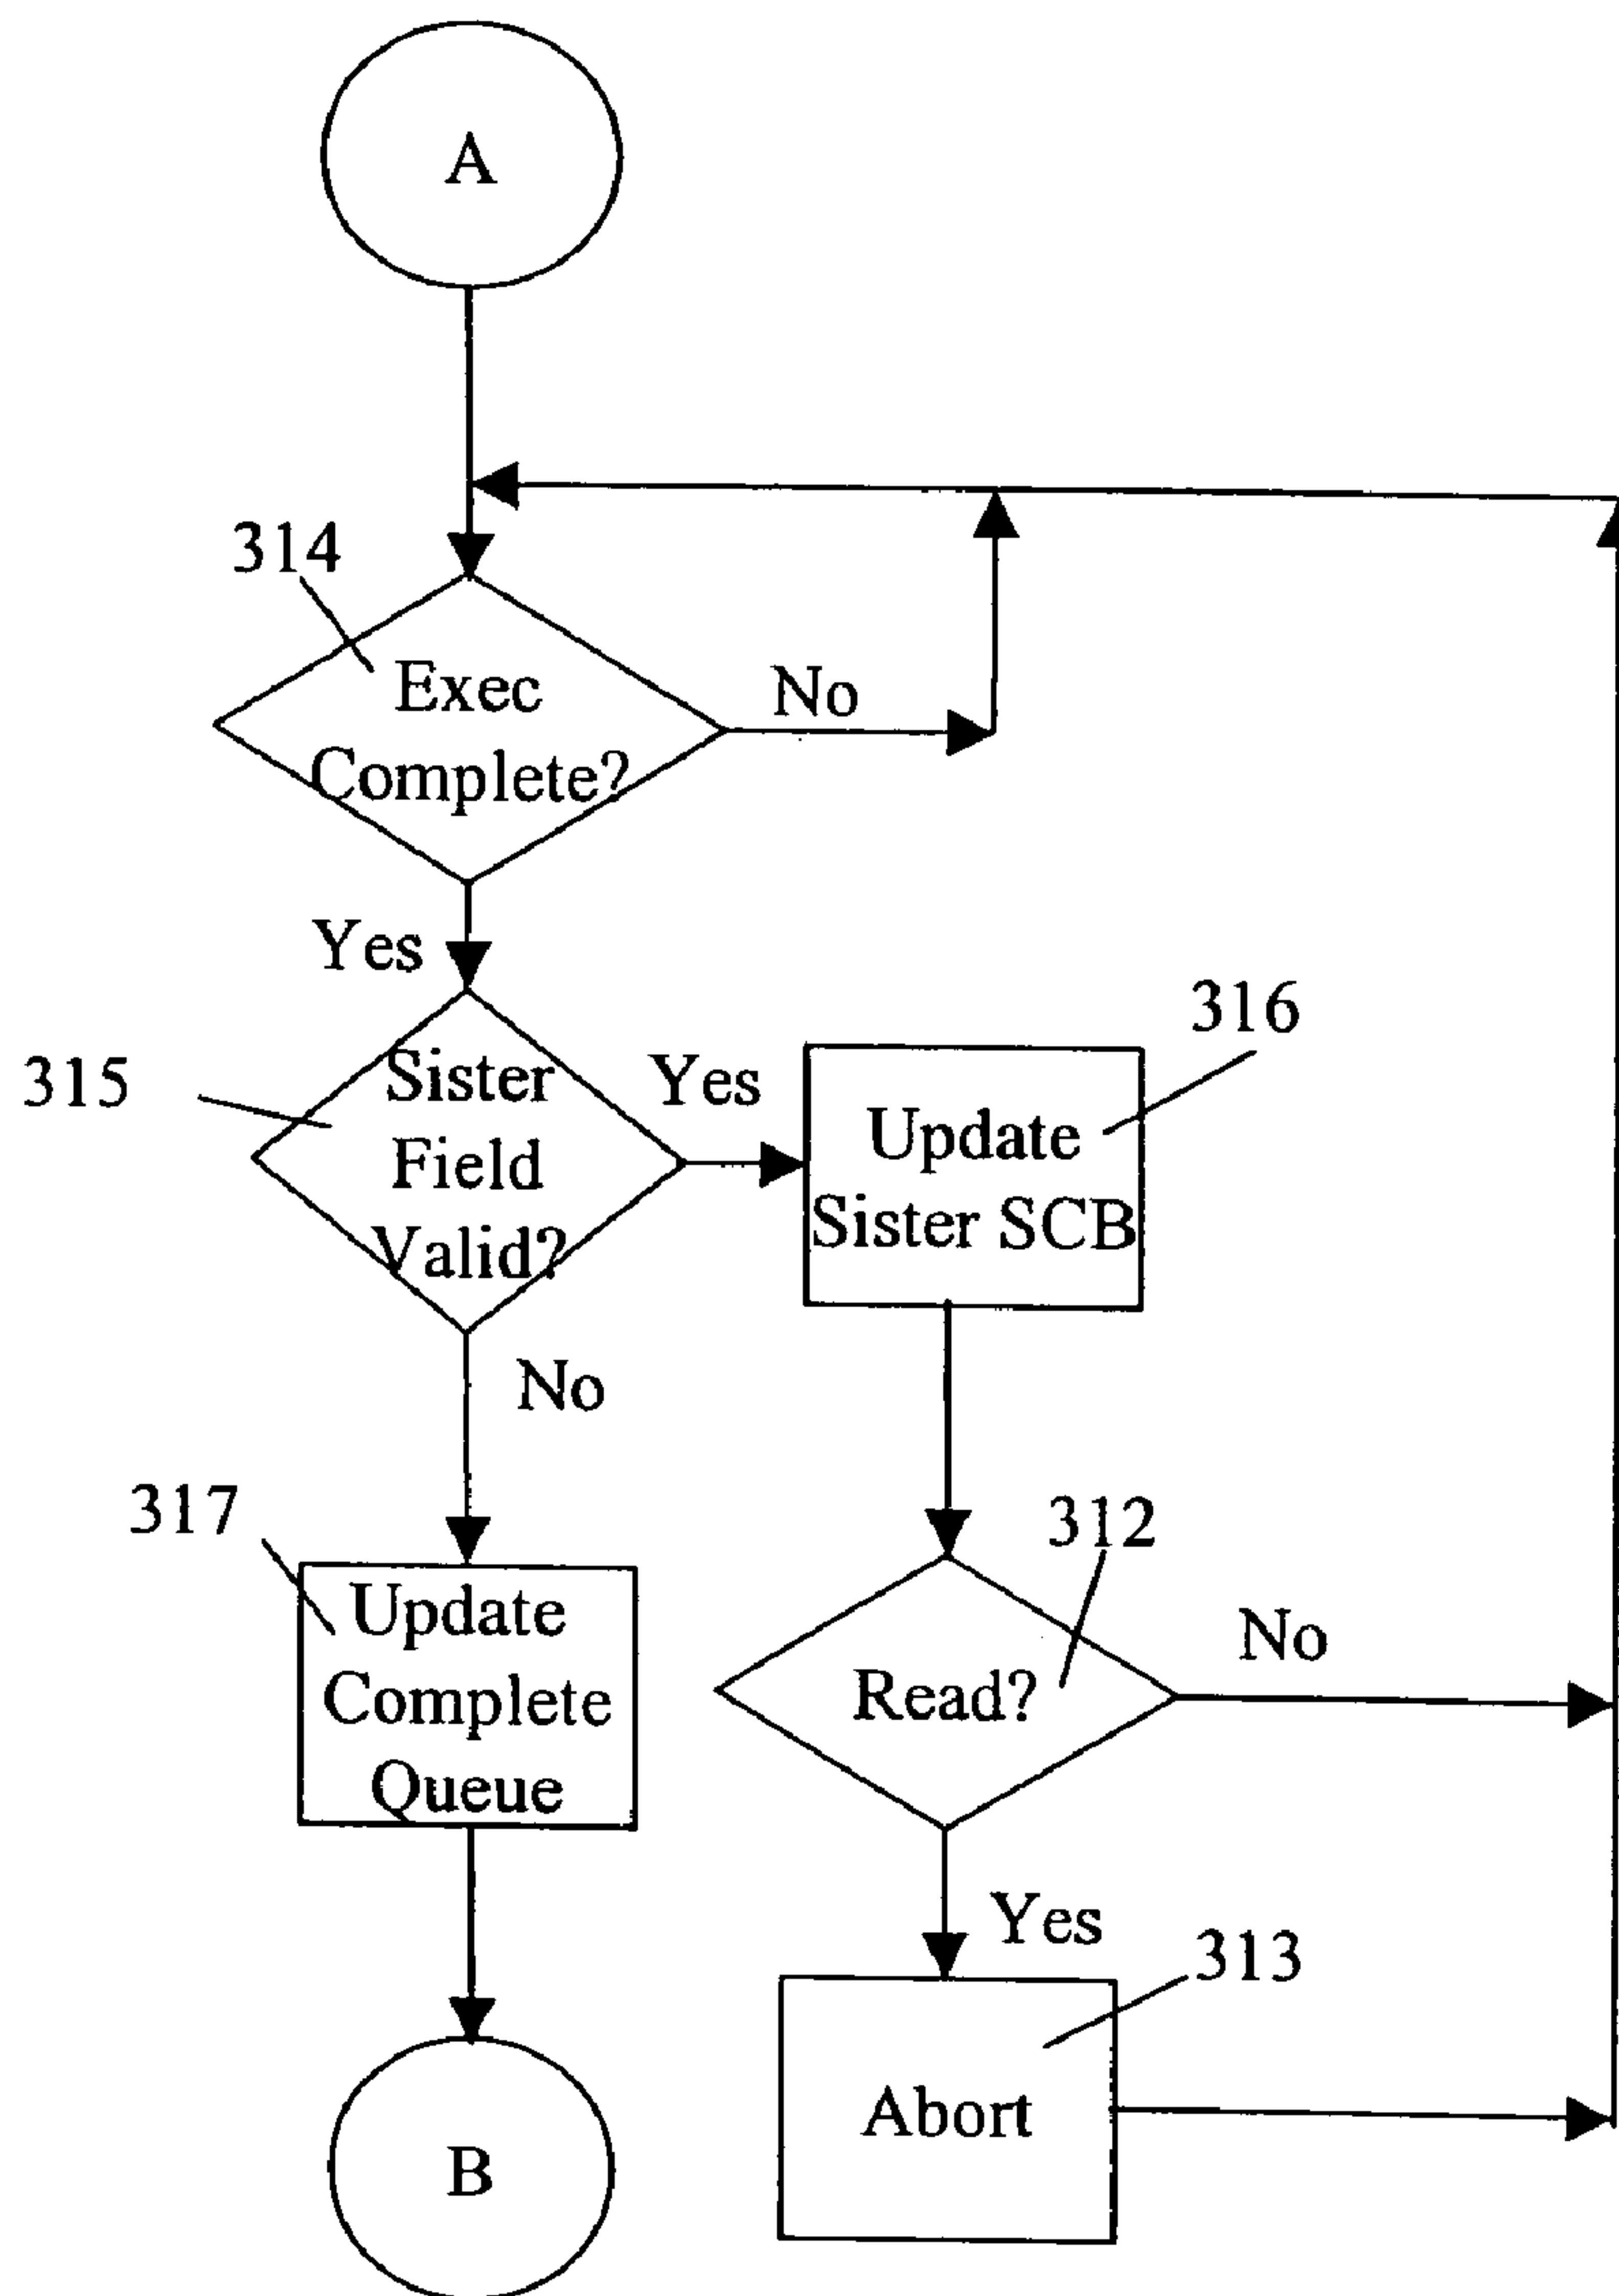 A
314
Exec
Complete?
No
Yes
315
Sister
Field
Valid?
Yes
316
Update
Sister SCB
No
317
Update
Complete
Queue
312
Read?
No
Yes
313
Abort
B